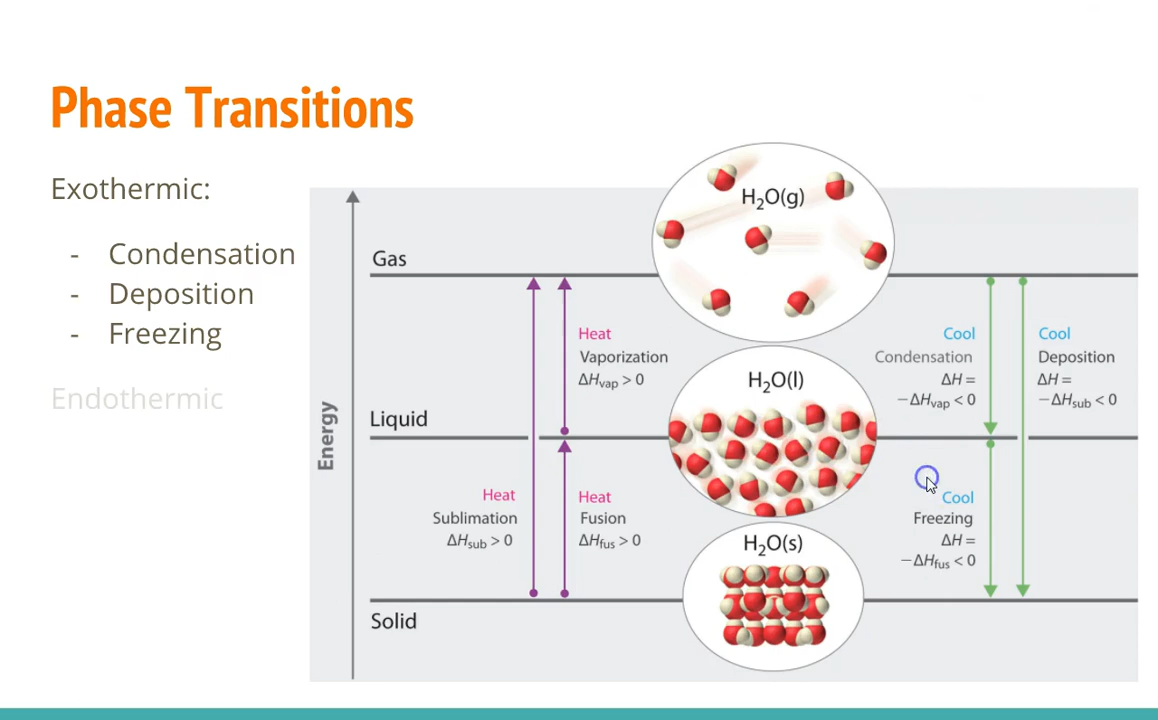 Phase Transitions
Exothermic:
- Condensation
- Deposition
- Freezing
Endothermic
Energy
Gas
Liquid
Solid
H₂O(g)
H₂O(l)
H₂O(s)
Heat
Vaporization
ΔHvap > 0
Heat
Sublimation
ΔHsub > 0
Heat
Fusion
ΔHfus > 0
Cool
Condensation
ΔH =
−ΔHvap < 0
Cool
Deposition
ΔH =
−ΔHsub < 0
Cool
Freezing
ΔH =
−ΔHfus < 0